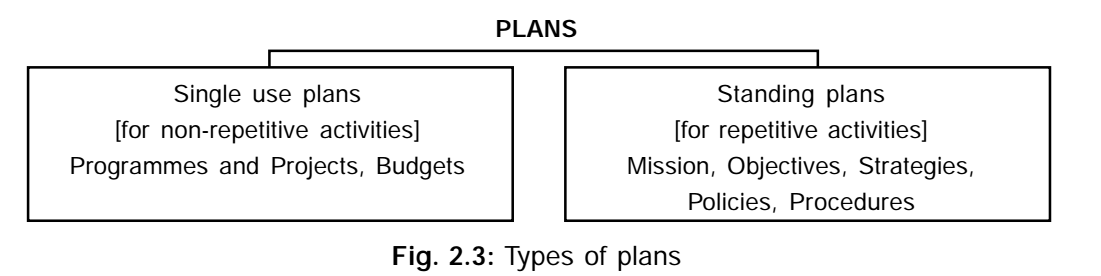 PLANS
Single use plans
[for non-repetitive activities]
Programmes and Projects, Budgets
Standing plans
[for repetitive activities]
Mission, Objectives, Strategies,
Policies, Procedures
Fig. 2.3: Types of plans